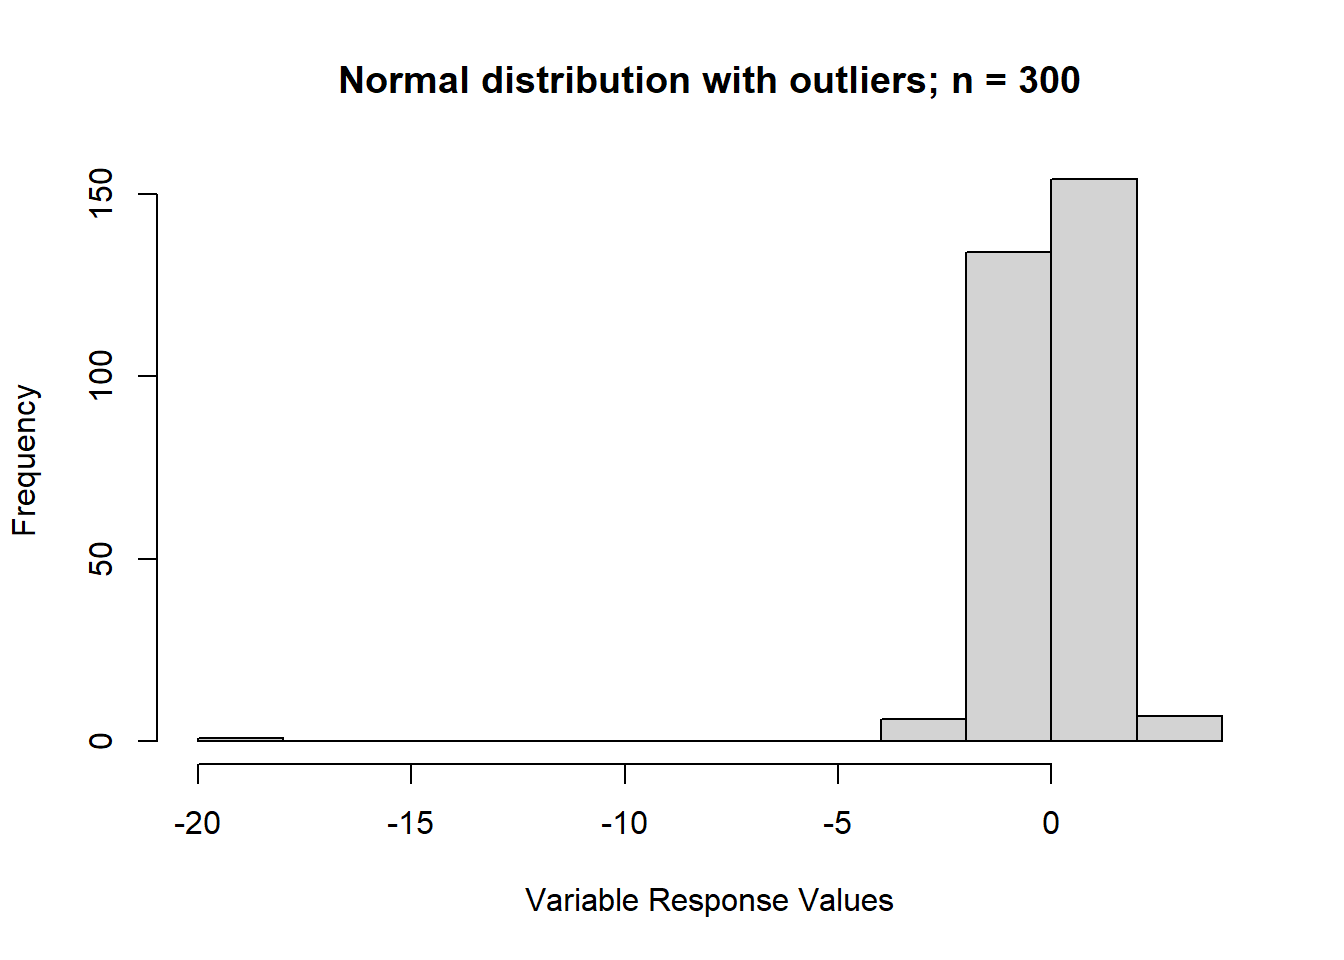 Normal distribution with outliers; n = 300
150
100
50
0
Frequency
-20 -15 -10 -5 0
Variable Response Values